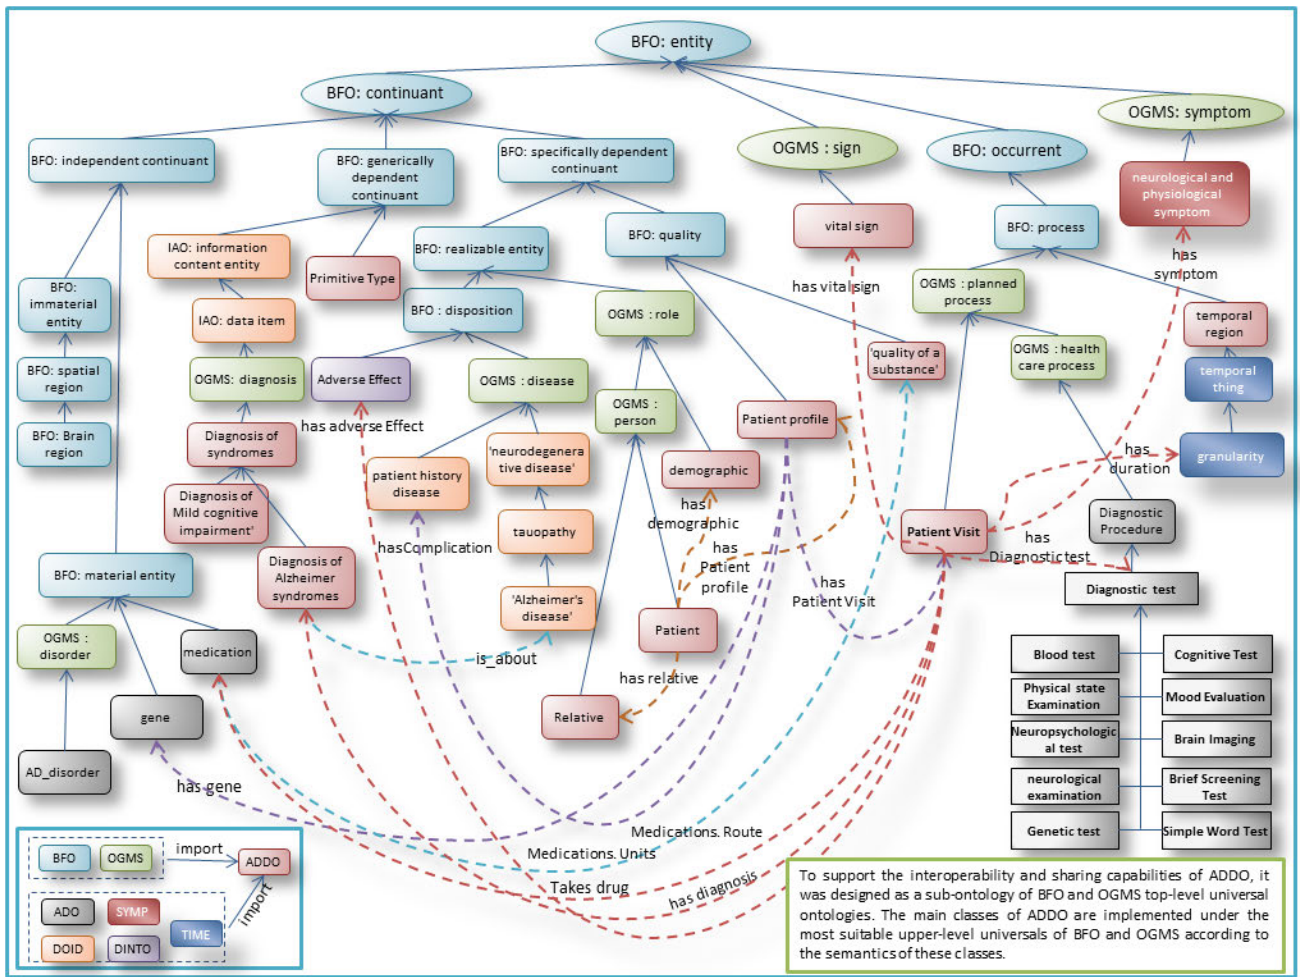 BFO: entity
BFO: continuant
OGMS: symptom
OGMS : sign
BFO: occurrent
BFO: independent continuant
BFO: generically
dependent
continuant
BFO: specifically dependent
continuant
neurological and
physiological
symptom
vital sign
BFO: process
BFO: quality
IAO: information
content entity
BFO: realizable entity
Primitive Type
has
symptom
has vital sign
OGMS : planned
process
BFO:
immaterial
entity
IAO: data item
BFO : disposition
OGMS : role
temporal
region
OGMS : health
care process
'quality of a
substance'
BFO: spatial
region
OGMS: diagnosis
Adverse Effect
OGMS : disease
temporal
thing
OGMS :
person
Patient profile
has adverse Effect
BFO: Brain
region
Diagnosis of
syndromes
'neurodegenera
tive disease'
patient history
disease
demographic
has
duration
granularity
Diagnosis of
Mild cognitive
impairment'
has
demographic
Diagnostic
Procedure
tauopathy
Patient Visit
has
Diagnostic test
hasComplication
has
Patient
profile
BFO: material entity
Diagnosis of
Alzheimer
syndromes
has
Patient Visit
Diagnostic test
'Alzheimer's
disease'
OGMS :
disorder
medication
Patient
is_about
has relative
Blood test
Cognitive Test
Physical state
Examination
Mood Evaluation
gene
Relative
Neuropsychologic
al test
Brain Imaging
AD_disorder
has gene
neurological
examination
Brief Screening
Test
Genetic test
Simple Word Test
Medications. Route
Medications. Units
Takes drug
has diagnosis
BFO
OGMS
import
ADDO
import
ADO
SYMP
TIME
DOID
DINTO
To support the interoperability and sharing capabilities of ADDO, it
was designed as a sub-ontology of BFO and OGMS top-level universal
ontologies. The main classes of ADDO are implemented under the
most suitable upper-level universals of BFO and OGMS according to
the semantics of these classes.